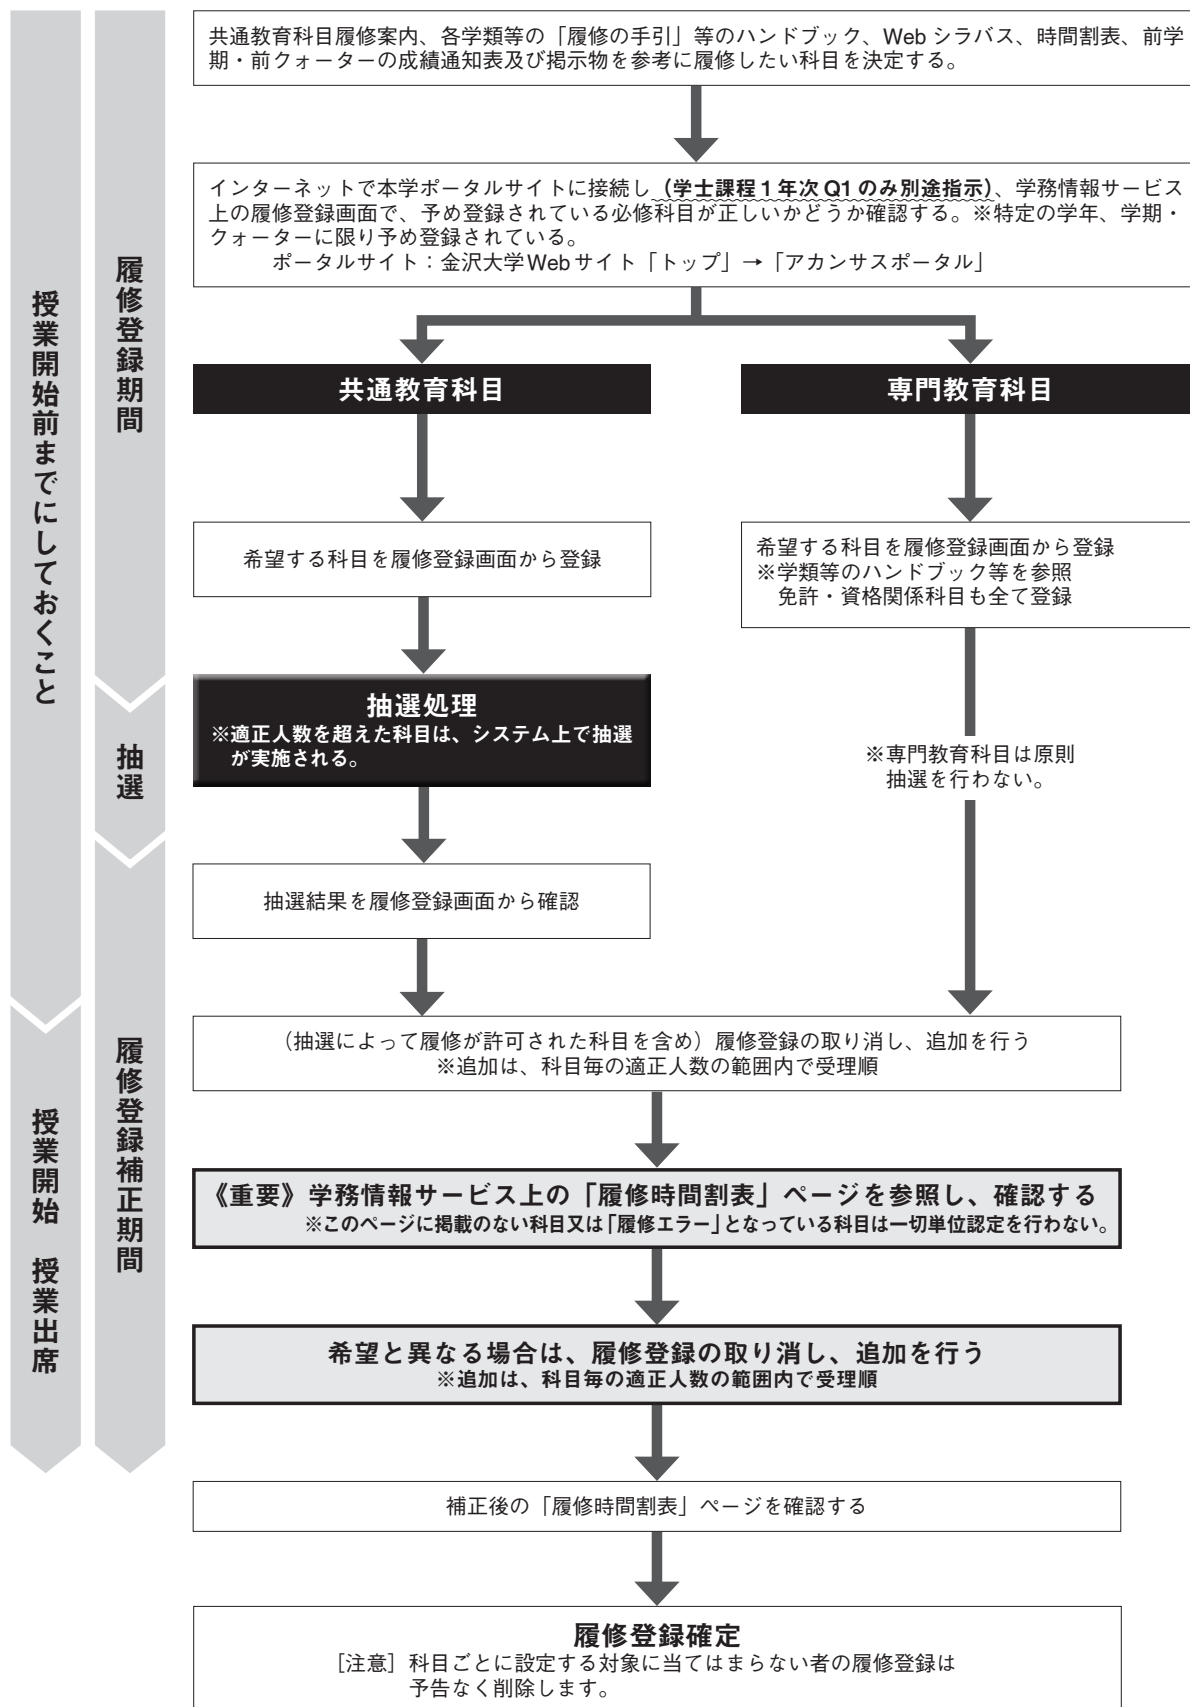 共通教育科目履修案内、各学類等の「履修の手引」等のハンドブック、Web シラバス、時間割表、前学
期・前クォーターの成績通知表及び掲示物を参考に履修したい科目を決定する。
インターネットで本学ポータルサイトに接続し（学士課程１年次 Q1 のみ別途指示）、学務情報サービス
上の履修登録画面で、予め登録されている必修科目が正しいかどうか確認する。※特定の学年、学期・
クォーターに限り予め登録されている。
ポータルサイト：金沢大学Webサイト「トップ」→「アカンサスポータル」
授業開始前までにしておくこと
履修登録期間
共通教育科目
専門教育科目
希望する科目を履修登録画面から登録
希望する科目を履修登録画面から登録
※学類等のハンドブック等を参照
免許・資格関係科目も全て登録
抽選
抽選処理
※適正人数を超えた科目は、システム上で抽選
が実施される。
※専門教育科目は原則
抽選を行わない。
抽選結果を履修登録画面から確認
授業開始　授業出席
履修登録補正期間
（抽選によって履修が許可された科目を含め）履修登録の取り消し、追加を行う
※追加は、科目毎の適正人数の範囲内で受理順
《重要》学務情報サービス上の「履修時間割表」ページを参照し、確認する
※このページに掲載のない科目又は「履修エラー」となっている科目は一切単位認定を行わない。
希望と異なる場合は、履修登録の取り消し、追加を行う
※追加は、科目毎の適正人数の範囲内で受理順
補正後の「履修時間割表」ページを確認する
履修登録確定
［注意］科目ごとに設定する対象に当てはまらない者の履修登録は
予告なく削除します。